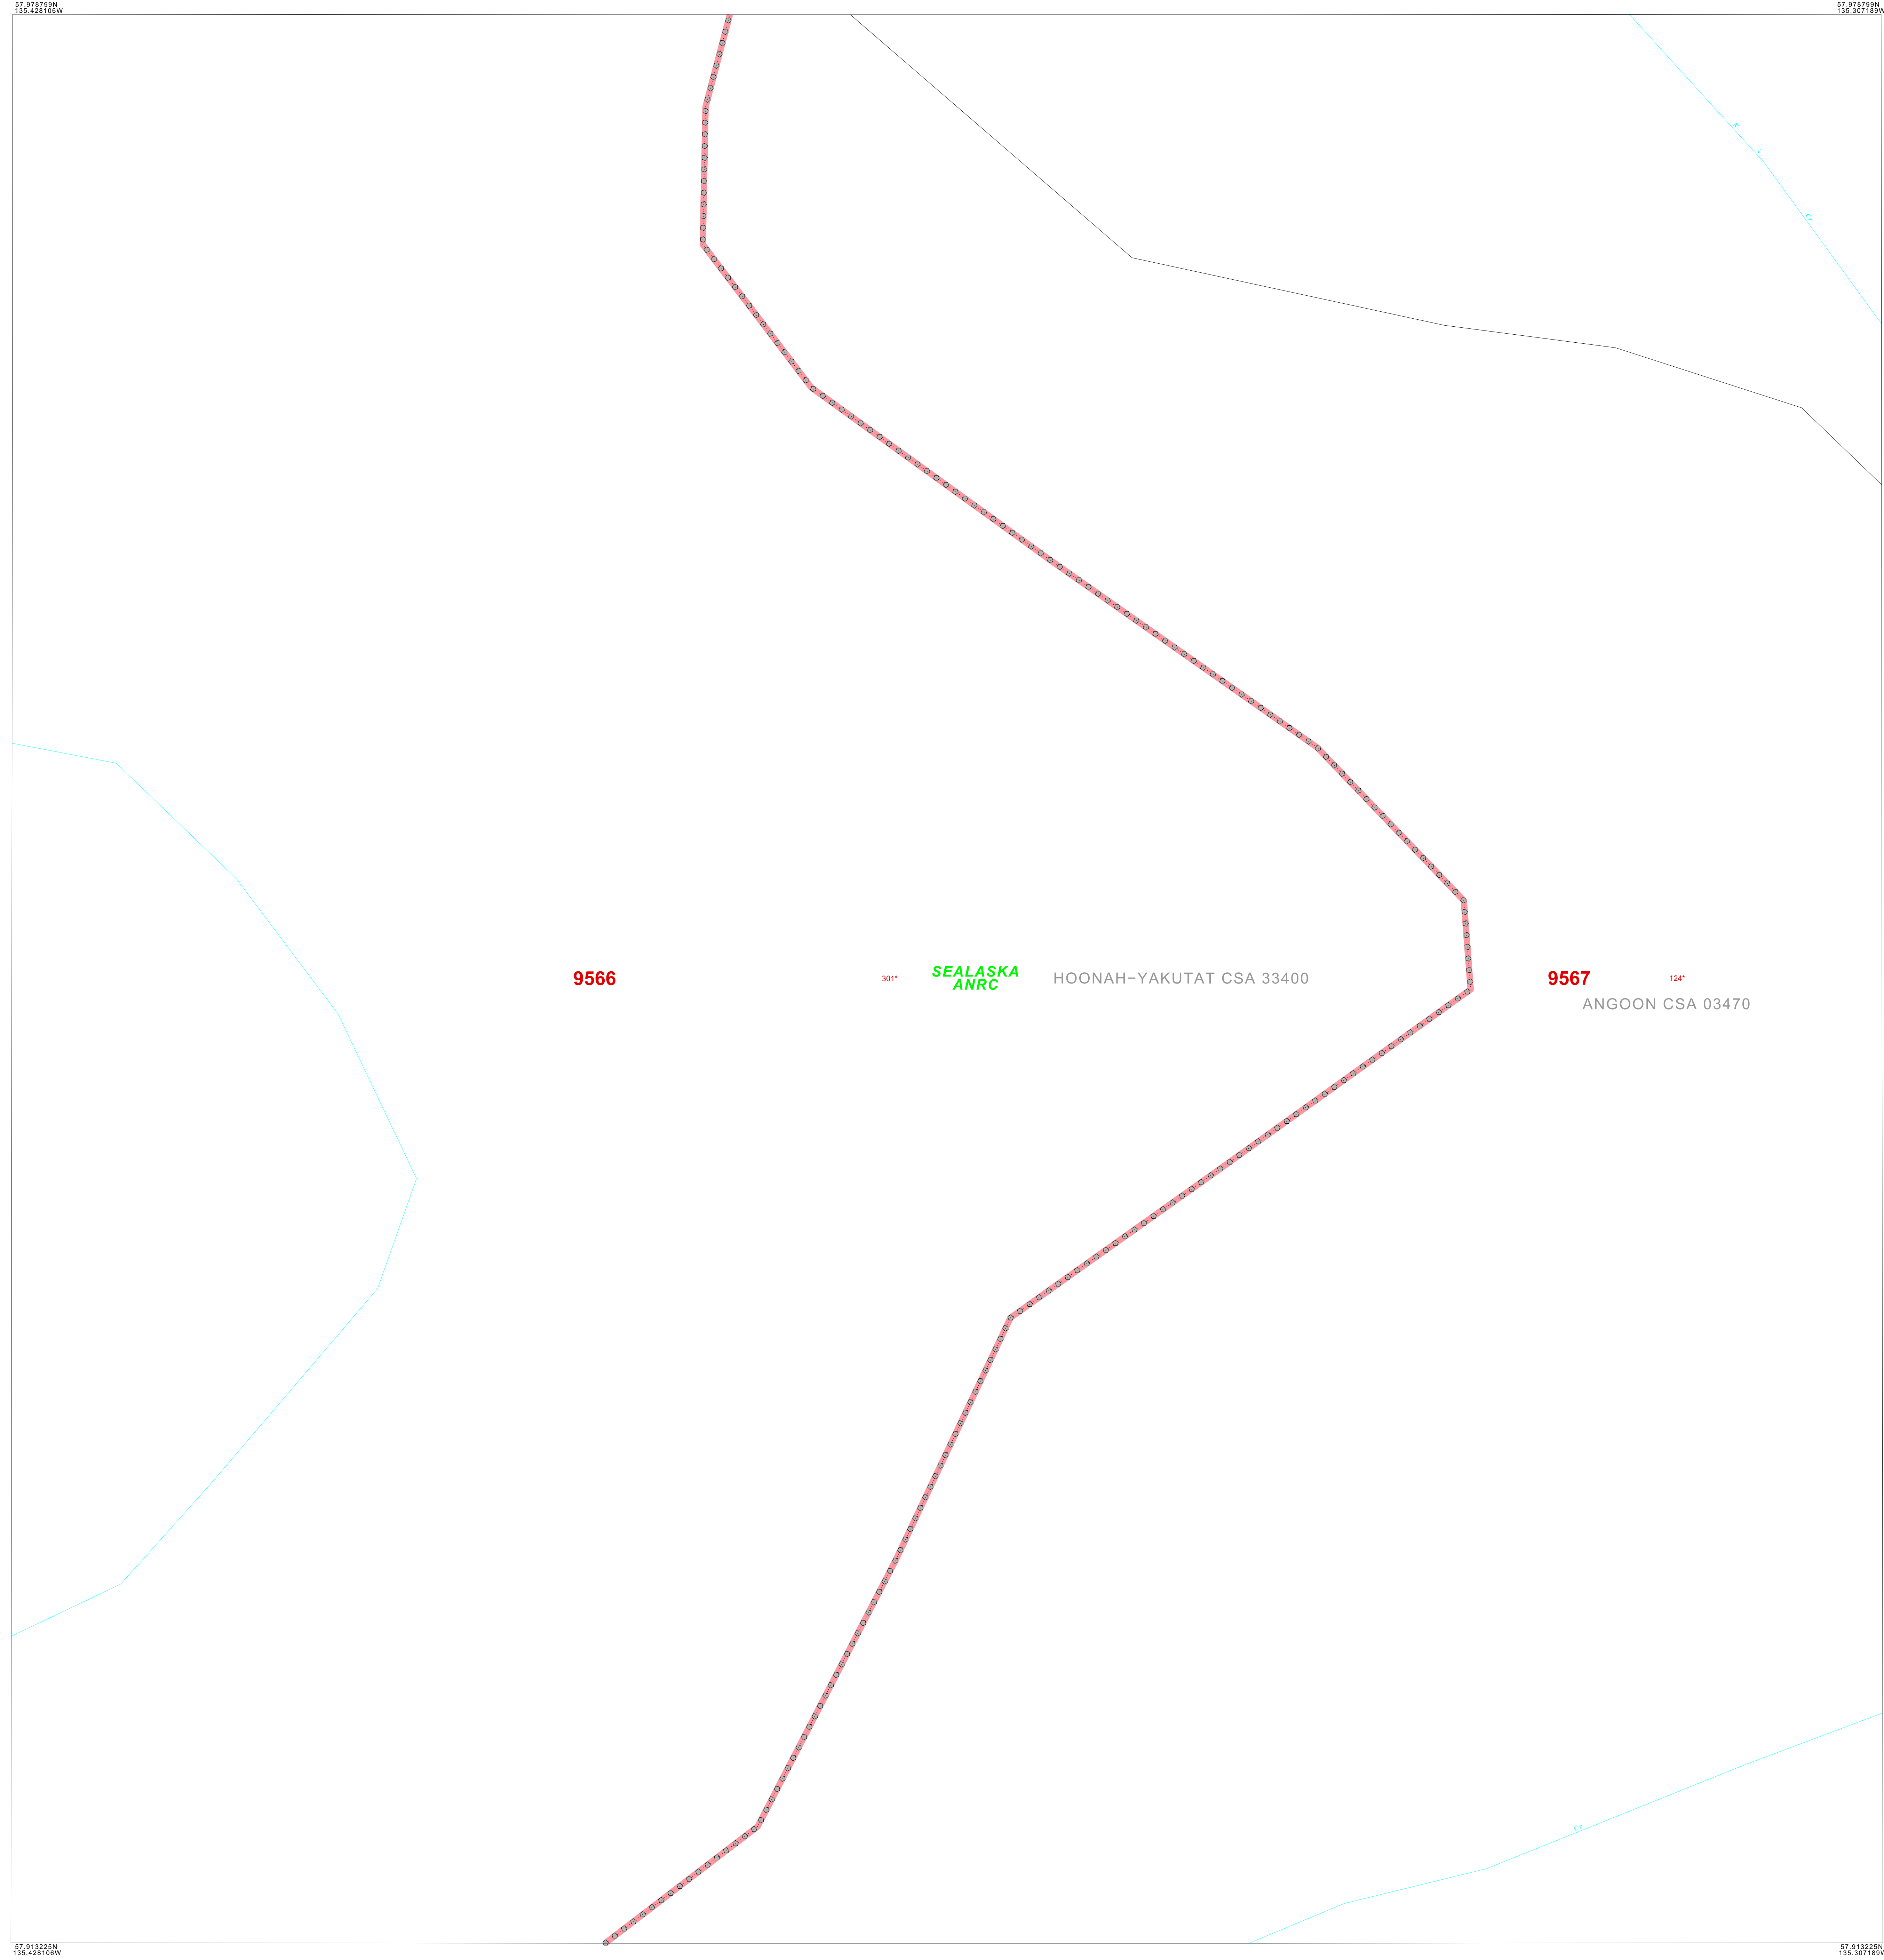 57.978799N
135.428106W
57.978799N
135.307189W
SEALASKA
ANRC
9566
301*
HOONAH-YAKUTAT CSA 33400
9567
124*
ANGOON CSA 03470
57.913225N
135.428106W
57.913225N
135.307189W